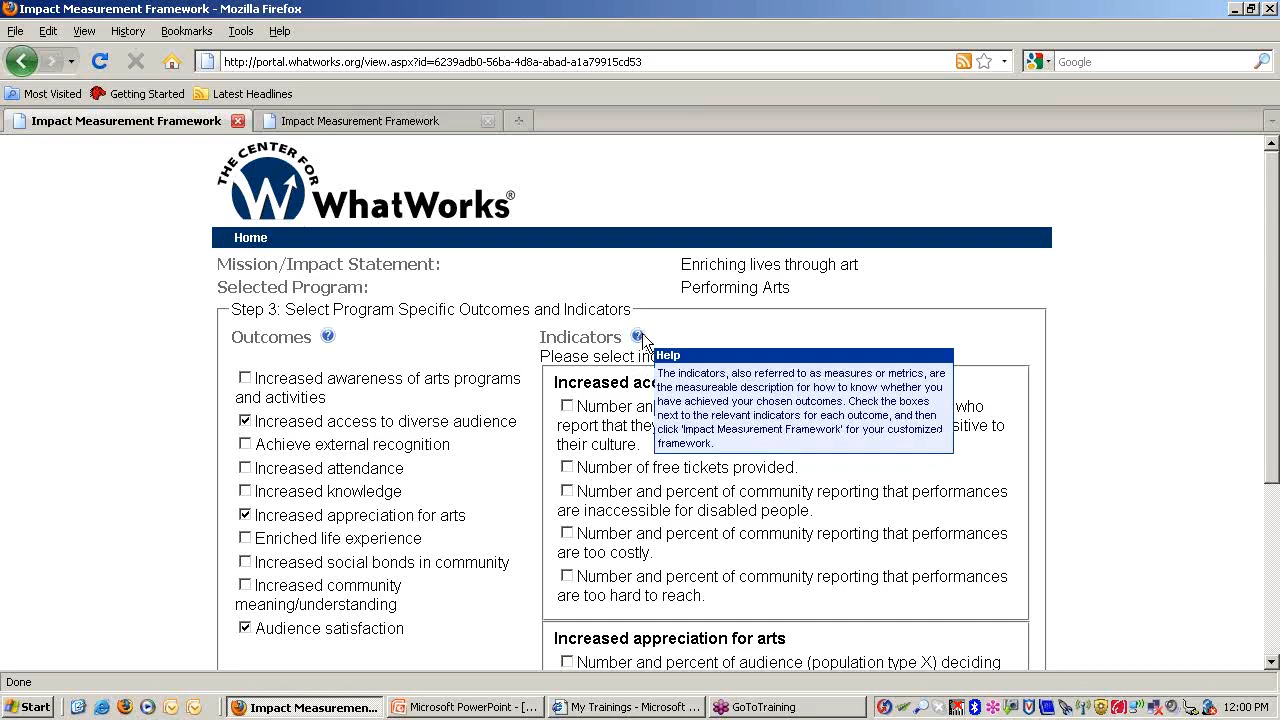 Impact Measurement Framework - Mozilla Firefox
File Edit View History Bookmarks Tools Help
http://portal.whatworks.org/view.aspx?id=6239adb0-56ba-4d8a-abad-a1a79915cd53
Google
Most Visited Getting Started Latest Headlines
Impact Measurement Framework
Impact Measurement Framework
THE CENTER FOR
WhatWorks®
Home
Mission/Impact Statement: Enriching lives through art
Selected Program: Performing Arts
Step 3: Select Program Specific Outcomes and Indicators
Outcomes
Increased awareness of arts programs
and activities
Increased access to diverse audience
Achieve external recognition
Increased attendance
Increased knowledge
Increased appreciation for arts
Enriched life experience
Increased social bonds in community
Increased community
meaning/understanding
Audience satisfaction
Indicators
Please select
Help
The indicators, also referred to as measures or metrics, are
the measureable description for how to know whether you
have achieved your chosen outcomes. Check the boxes
next to the relevant indicators for each outcome, and then
click 'Impact Measurement Framework' for your customized
framework.
Increased
Number who
report that
their culture.
Number of free tickets provided.
Number and percent of community reporting that performances
are inaccessible for disabled people.
Number and percent of community reporting that performances
are too costly.
Number and percent of community reporting that performances
are too hard to reach.
Increased appreciation for arts
Number and percent of audience (population type X) deciding
Done
Start
Impact Measuremen...
Microsoft PowerPoint - [...
My Trainings - Microsoft ...
GoToTraining
12:00 PM